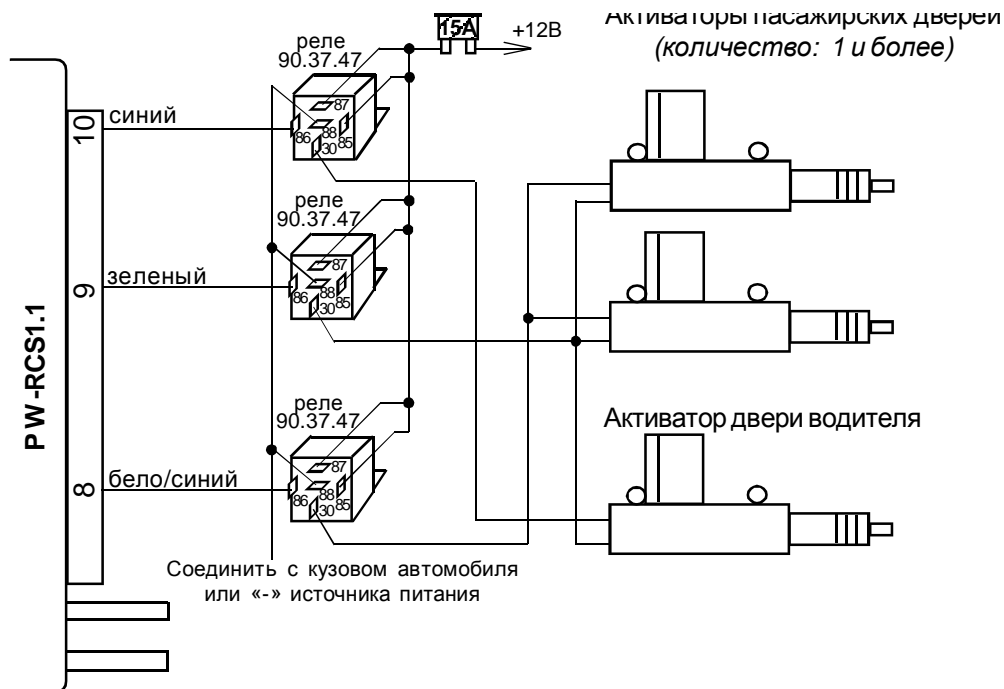 Активаторы пасажирских дверей
(количество: 1 и более)
15А
+12В
реле
90.37.47
87
86
88
85
30
10
синий
реле
90.37.47
87
86
88
85
30
9
зеленый
PW-RCS1.1
реле
90.37.47
87
86
88
85
30
8
бело/синий
Активатор двери водителя
Соединить с кузовом автомобиля
или «-» источника питания